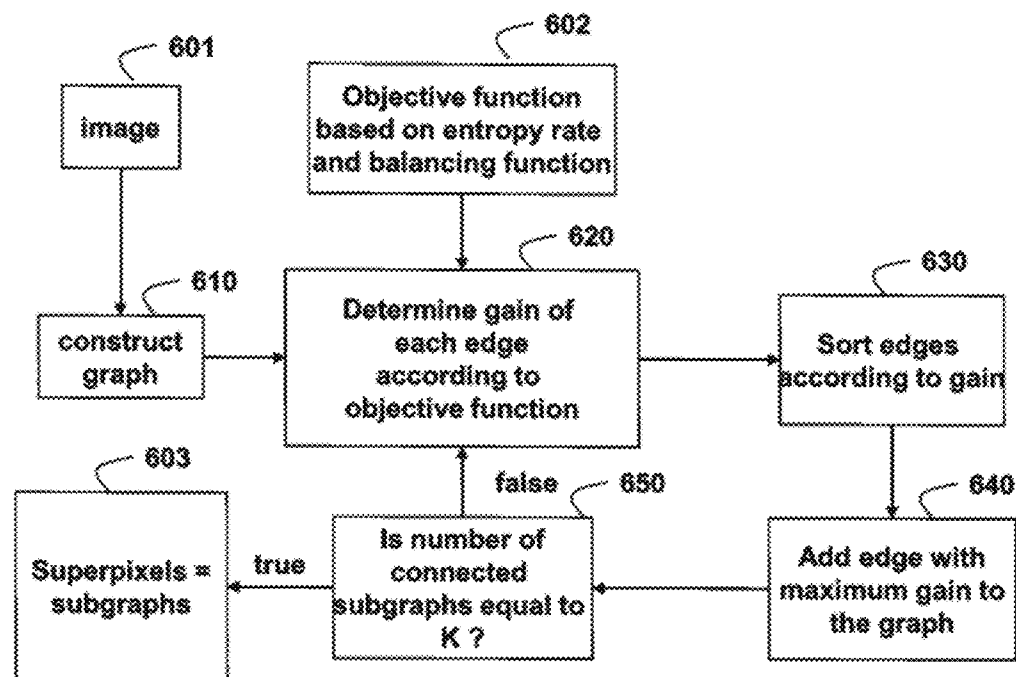 601
image
602
Objective function
based on entropy rate
and balancing function
610
construct
graph
620
Determine gain of
each edge
according to
objective function
630
Sort edges
according to gain
640
Add edge with
maximum gain to
the graph
650
Is number of
connected
subgraphs equal to
K ?
false
true
603
Superpixels =
subgraphs